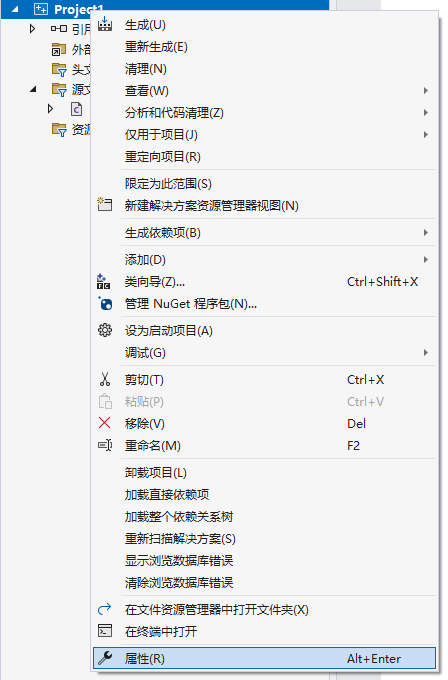 Project1
引用
生成(U)
重新生成(E)
外部
头文
清理(N)
源文
查看(W)
分析和代码清理(Z)
资源
仅用于项目(J)
重定向项目(R)
限定为此范围(S)
新建解决方案资源管理器视图(N)
生成依赖项(B)
添加(D)
类向导(Z)... Ctrl+Shift+X
管理 NuGet 程序包(N)...
设为启动项目(A)
调试(G)
剪切(T) Ctrl+X
粘贴(P) Ctrl+V
移除(V) Del
重命名(M) F2
卸载项目(L)
加载直接依赖项
加载整个依赖关系树
重新扫描解决方案(S)
显示浏览数据库错误
清除浏览数据库错误
在文件资源管理器中打开文件夹(X)
在终端中打开
属性(R) Alt+Enter